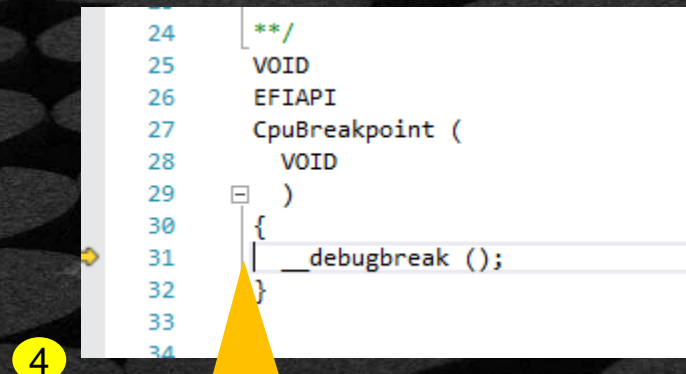 24 **/
25 VOID
26 EFIAPI
27 CpuBreakpoint (
28 VOID
29 )
30 {
31 __debugbreak ();
32 }
33
34
4